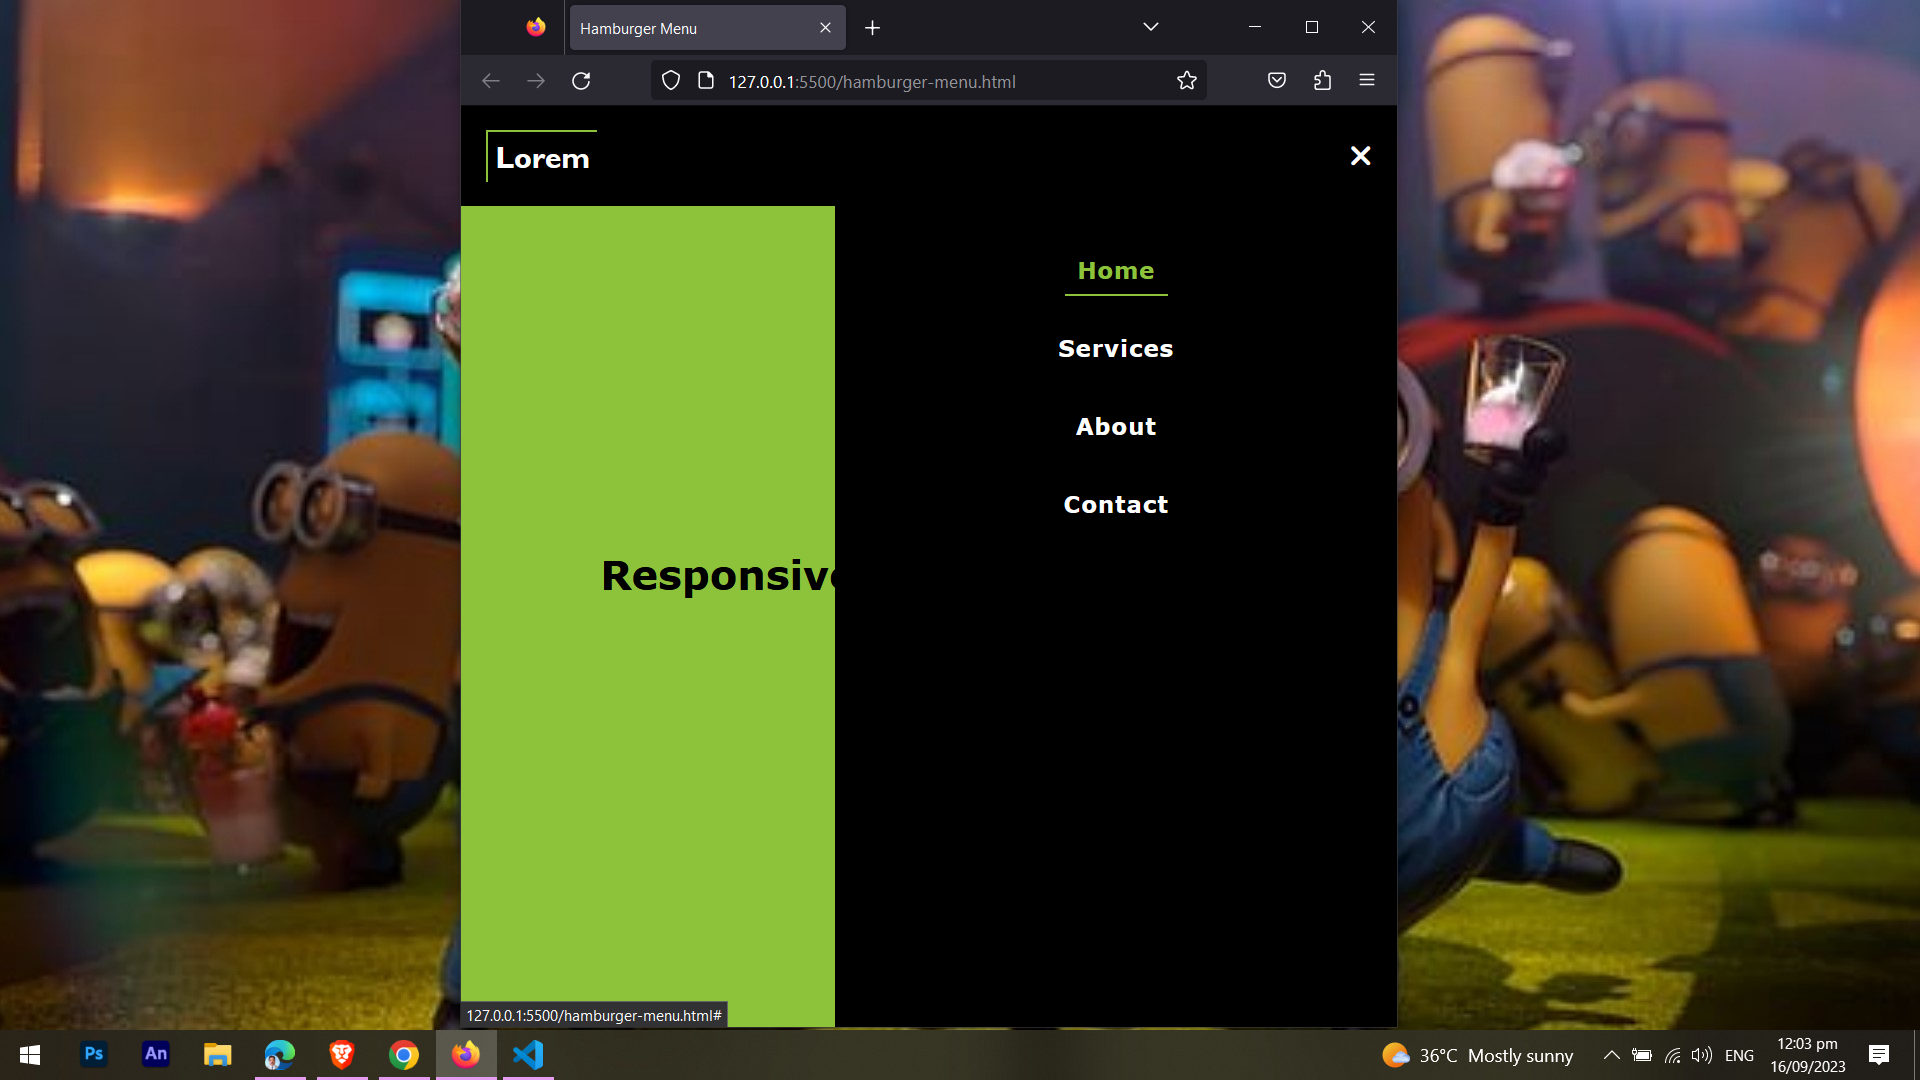 Hamburger Menu
127.0.0.1:5500/hamburger-menu.html
Lorem
Home
Services
About
Contact
Responsive
127.0.0.1:5500/hamburger-menu.html#
Ps
An
36°C Mostly sunny
ENG
12:03 pm
16/09/2023